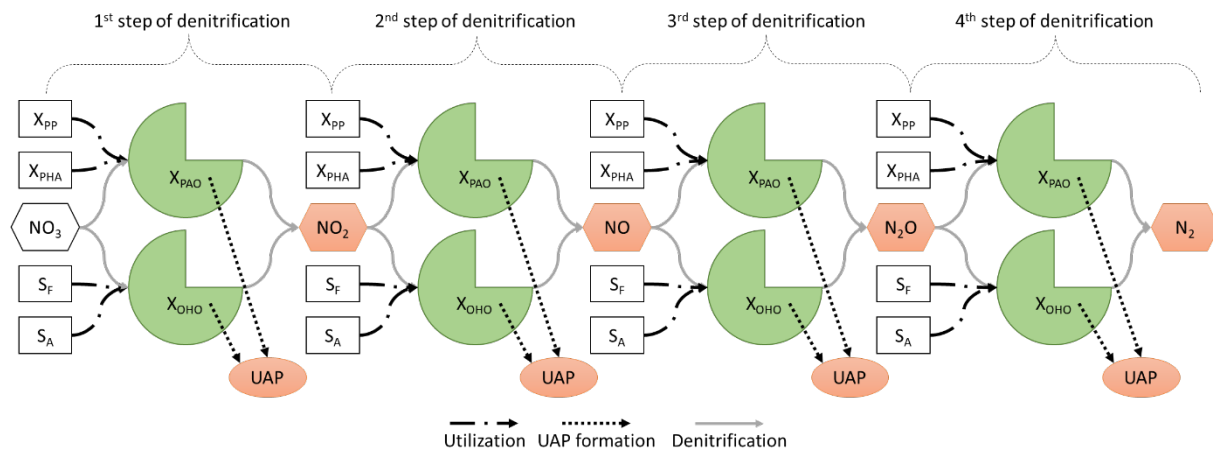 1st step of denitrification
2nd step of denitrification
3rd step of denitrification
4th step of denitrification
XPP
XPHA
XPAO
NO3
SF
SA
XOHO
UAP
XPP
XPHA
XPAO
NO2
SF
SA
XOHO
UAP
XPP
XPHA
XPAO
NO
SF
SA
XOHO
UAP
XPP
XPHA
XPAO
N2O
SF
SA
XOHO
UAP
N2
Utilization
UAP formation
Denitrification